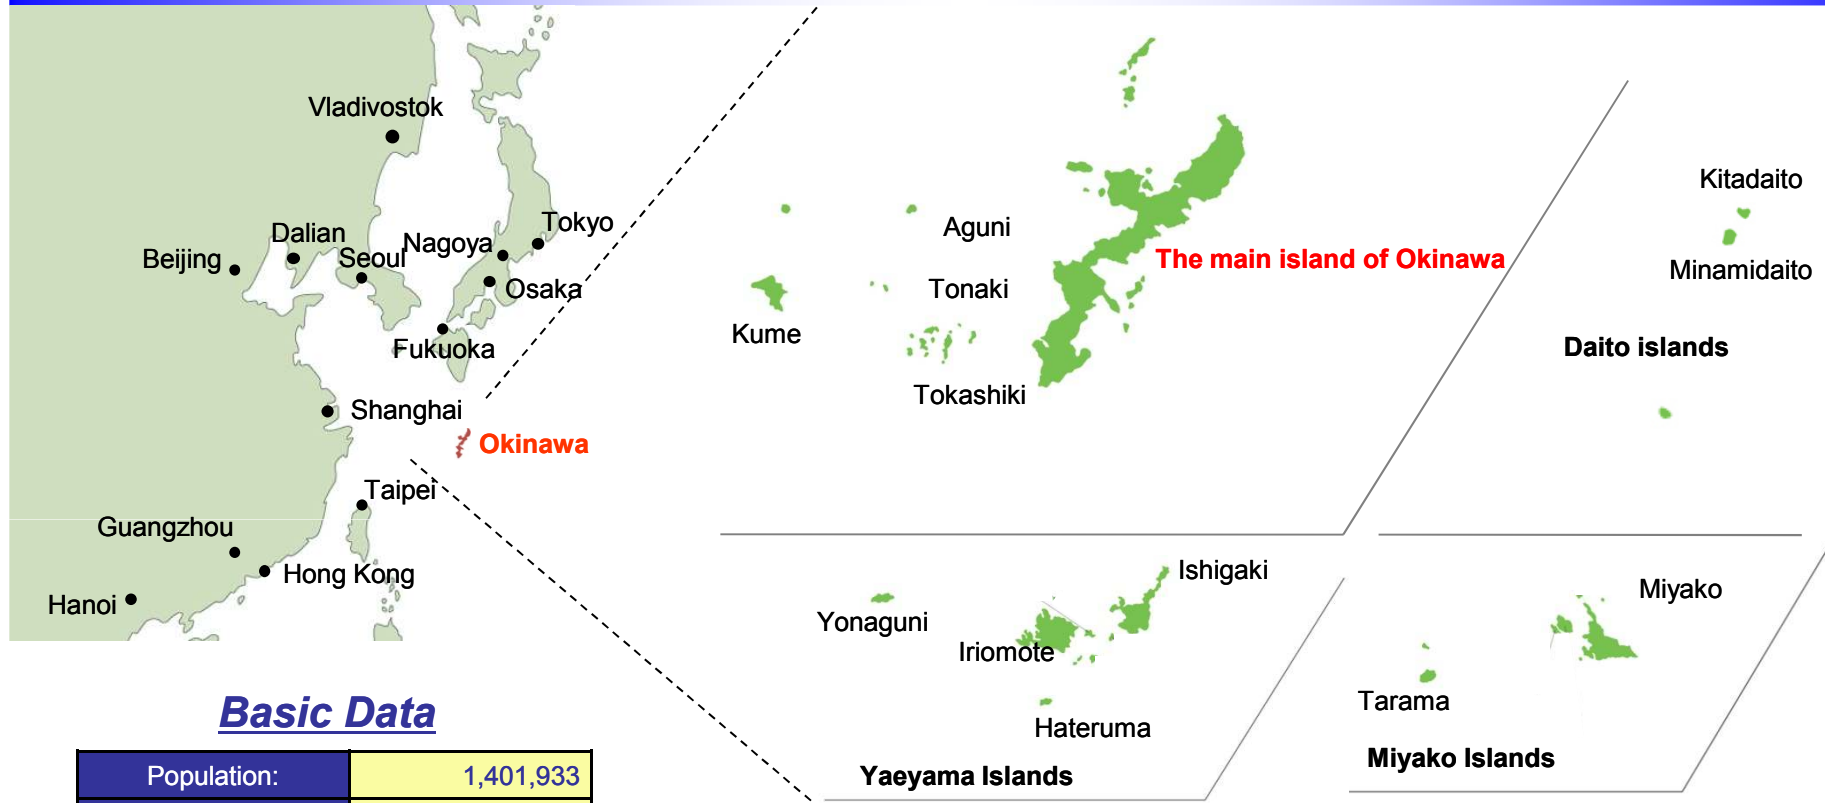 Vladivostok
Tokyo
Dalian
Nagoya
Beijing
Seoul
Osaka
Fukuoka
Shanghai
Okinawa
Taipei
Guangzhou
Hong Kong
Hanoi
Aguni
The main island of Okinawa
Tonaki
Kume
Tokashiki
Kitadaito
Minamidaito
Daito islands
Ishigaki
Yonaguni
Iriomote
Hateruma
Yaeyama Islands
Miyako
Tarama
Miyako Islands
Basic Data
Population: 1,401,933